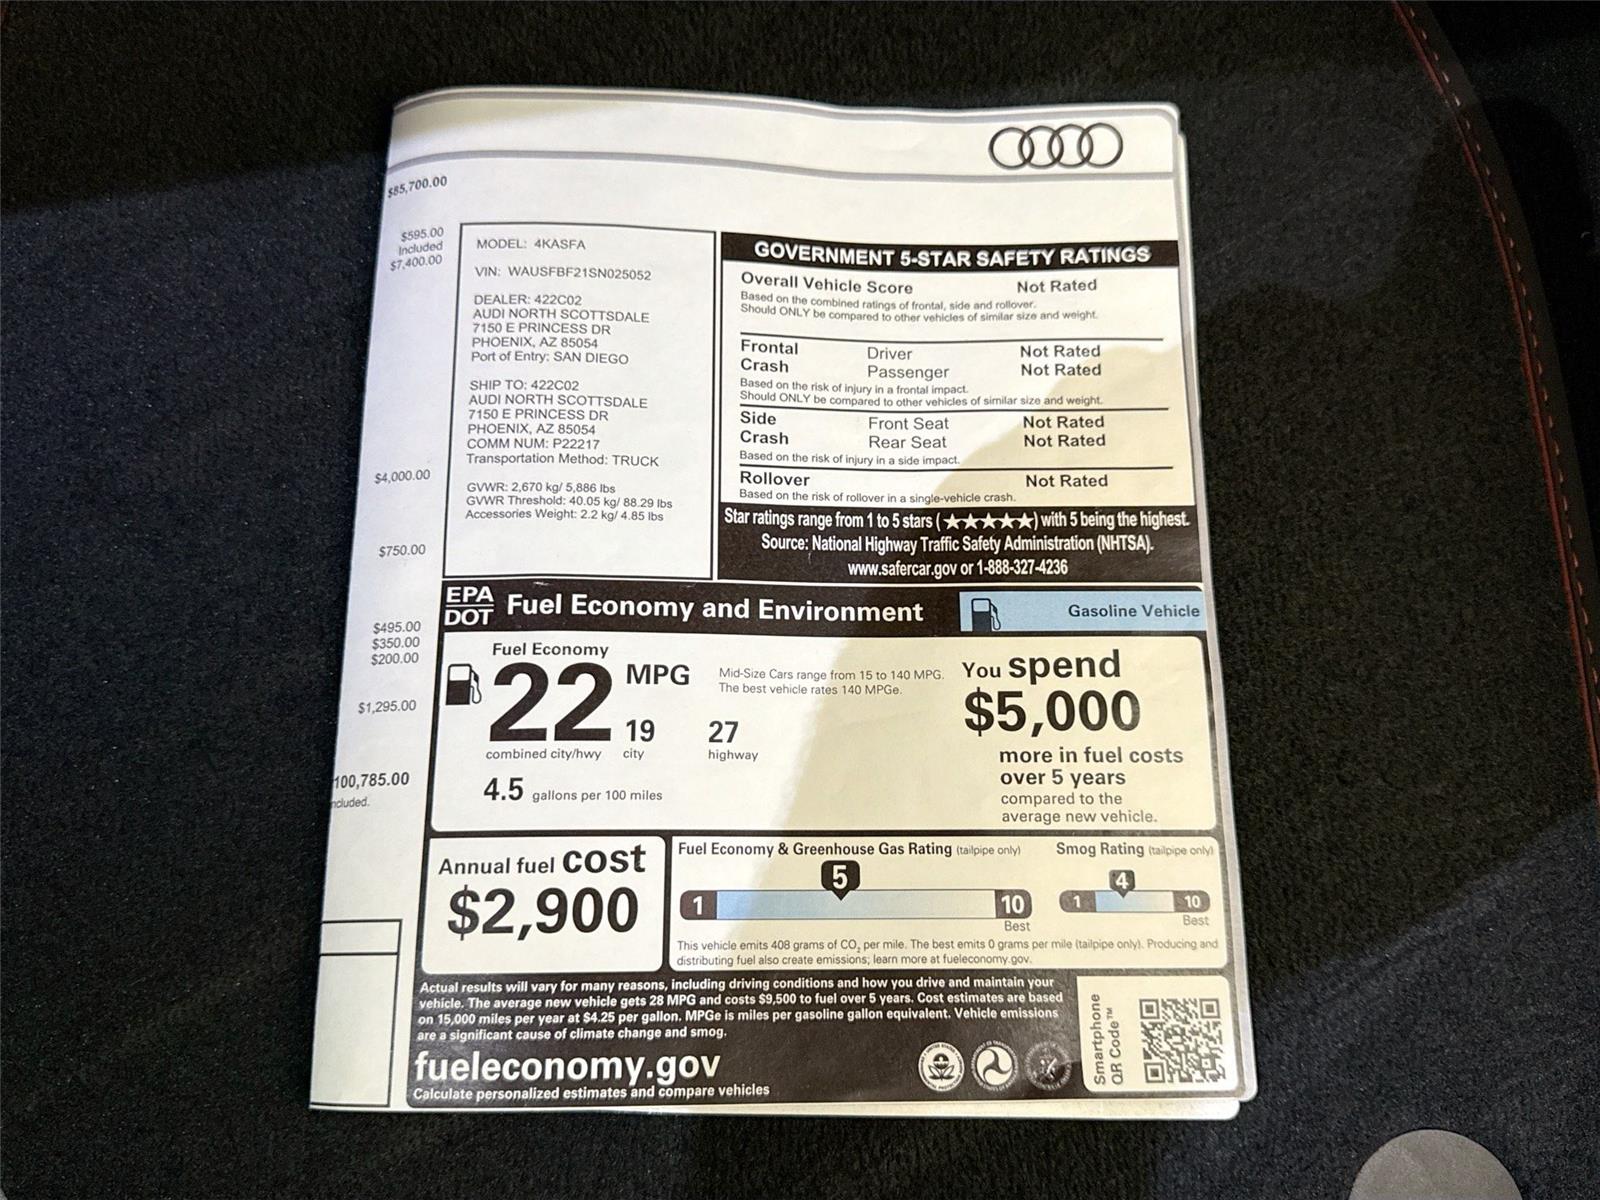 $85,700.00
$595.00
Included
$7,400.00
$4,000.00
$750.00
$495.00
$350.00
$200.00
$1,295.00
100,785.00
ncluded.
MODEL: 4KASFA
VIN: WAUSFBF21SN025052
DEALER: 422C02
AUDI NORTH SCOTTSDALE
7150 E PRINCESS DR
PHOENIX, AZ 85054
Port of Entry: SAN DIEGO
SHIP TO: 422C02
AUDI NORTH SCOTTSDALE
7150 E PRINCESS DR
PHOENIX, AZ 85054
COMM NUM: P22217
Transportation Method: TRUCK
GVWR: 2,670 kg/ 5,886 lbs
GVWR Threshold: 40.05 kg/ 88.29 lbs
Accessories Weight: 2.2 kg/ 4.85 lbs
GOVERNMENT 5-STAR SAFETY RATINGS
Overall Vehicle Score Not Rated
Based on the combined ratings of frontal, side and rollover.
Should ONLY be compared to other vehicles of similar size and weight.
Frontal Driver Not Rated
Crash Passenger Not Rated
Based on the risk of injury in a frontal impact.
Should ONLY be compared to other vehicles of similar size and weight.
Side Front Seat Not Rated
Crash Rear Seat Not Rated
Based on the risk of injury in a side impact.
Rollover Not Rated
Based on the risk of rollover in a single-vehicle crash.
Star ratings range from 1 to 5 stars (★★★★★) with 5 being the highest.
Source: National Highway Traffic Safety Administration (NHTSA).
www.safercar.gov or 1-888-327-4236
EPA
DOT Fuel Economy and Environment Gasoline Vehicle
Fuel Economy
22 MPG
19 27
combined city/hwy city highway
4.5 gallons per 100 miles
Mid-Size Cars range from 15 to 140 MPG.
The best vehicle rates 140 MPGe.
You spend
$5,000
more in fuel costs
over 5 years
compared to the
average new vehicle.
Annual fuel cost
$2,900
Fuel Economy & Greenhouse Gas Rating (tailpipe only)
5
1 10
Best
Smog Rating (tailpipe only)
4
1 10
Best
This vehicle emits 408 grams of CO₂ per mile. The best emits 0 grams per mile (tailpipe only). Producing and
distributing fuel also create emissions; learn more at fueleconomy.gov.
Actual results will vary for many reasons, including driving conditions and how you drive and maintain your
vehicle. The average new vehicle gets 28 MPG and costs $9,500 to fuel over 5 years. Cost estimates are based
on 15,000 miles per year at $4.25 per gallon. MPGe is miles per gasoline gallon equivalent. Vehicle emissions
are a significant cause of climate change and smog.
fueleconomy.gov
Calculate personalized estimates and compare vehicles
Smartphone
QR Code™